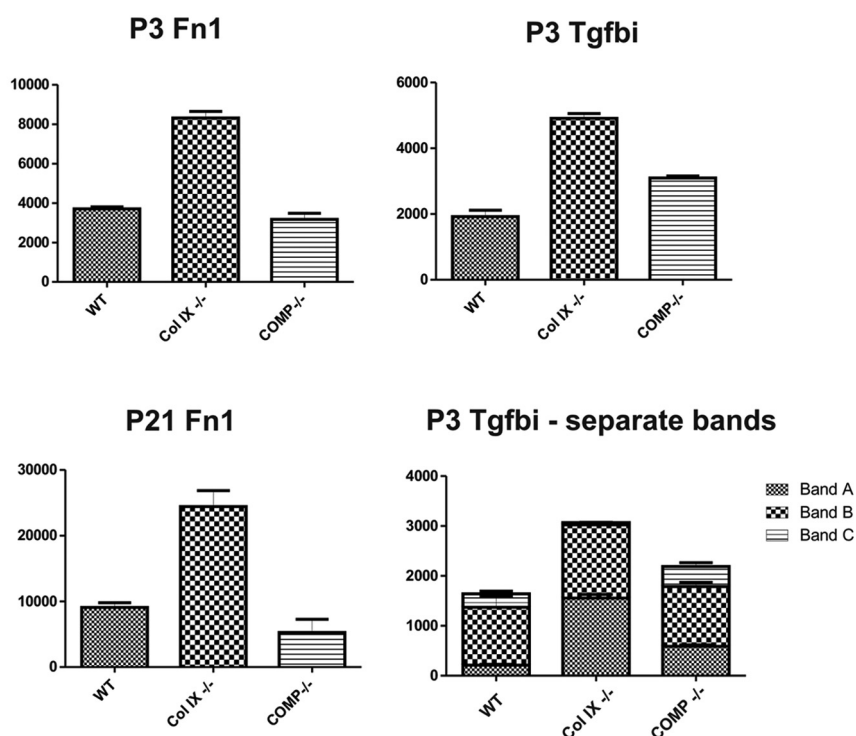 P3 Fn1
10000
8000
6000
4000
2000
0
WT
Col IX -/-
COMP-/-
P3 Tgfbi
6000
4000
2000
0
WT
Col IX -/-
COMP-/-
P21 Fn1
30000
20000
10000
0
WT
Col IX -/-
COMP-/-
P3 Tgfbi - separate bands
4000
3000
2000
1000
0
WT
Col IX -/-
COMP -/-
Band A
Band B
Band C